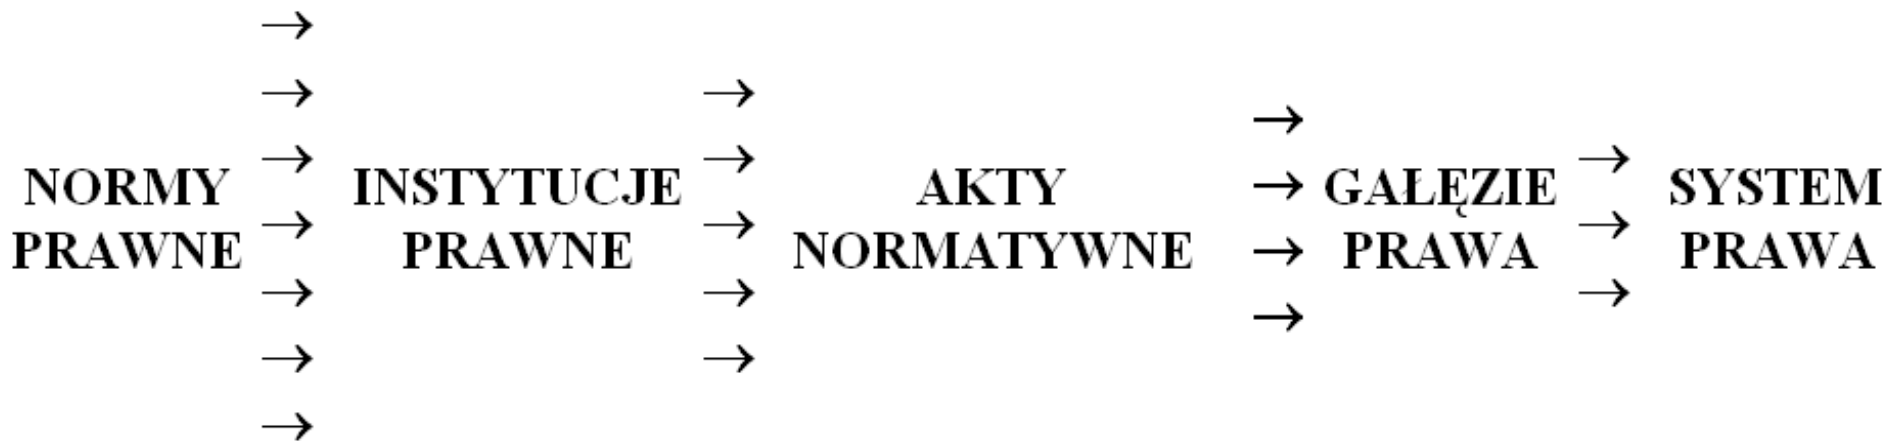 NORMY
PRAWNE
INSTYTUCJE
PRAWNE
AKTY
NORMATYWNE
GAŁĘZIE
PRAWA
SYSTEM
PRAWA